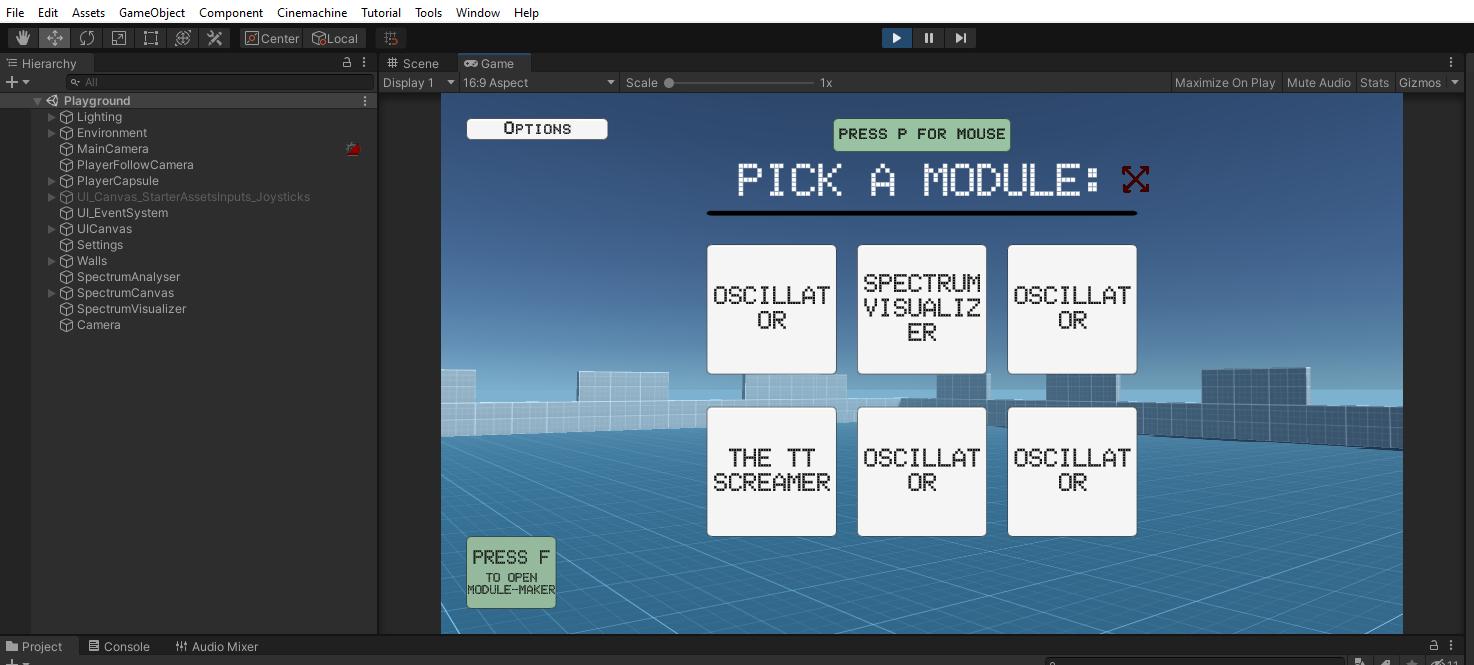 File Edit Assets GameObject Component Cinemachine Tutorial Tools Window Help
Center Local
Hierarchy
All
Playground
Lighting
Environment
MainCamera
PlayerFollowCamera
PlayerCapsule
UI_Canvas_StarterAssetsInputs_Joysticks
UI_EventSystem
UICanvas
Settings
Walls
SpectrumAnalyser
SpectrumCanvas
SpectrumVisualizer
Camera
Scene Game
Display 1 16:9 Aspect Scale 1x Maximize On Play Mute Audio Stats Gizmos
OPTIONS
PRESS P FOR MOUSE
PICK A MODULE:
OSCILLAT
OR
SPECTRUM
VISUALIZ
ER
OSCILLAT
OR
THE TT
SCREAMER
OSCILLAT
OR
OSCILLAT
OR
PRESS F
TO OPEN
MODULE-MAKER
Project Console Audio Mixer
11